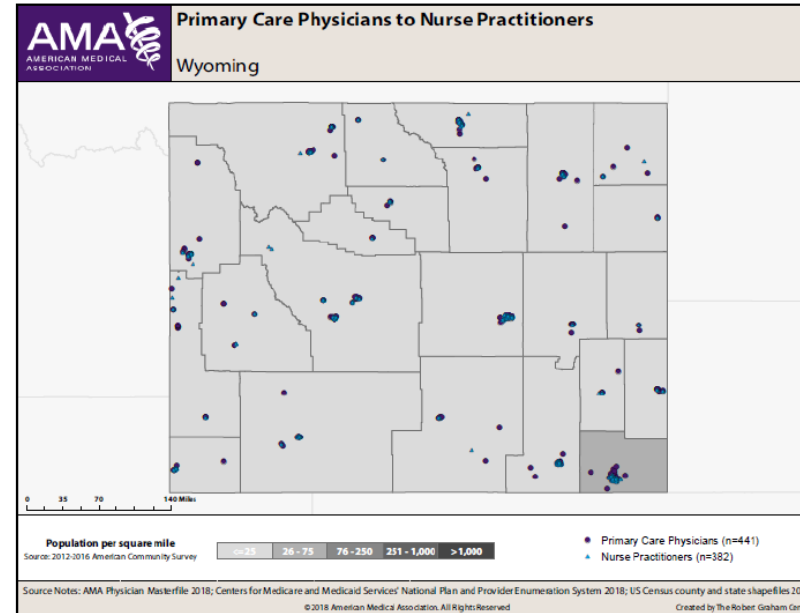 AMA
AMERICAN MEDICAL
ASSOCIATION
Primary Care Physicians to Nurse Practitioners
Wyoming
0 35 70 140 Miles
Population per square mile
Source: 2012-2016 American Community Survey
<=25 26 - 75 76 - 250 251 - 1,000 >1,000
Primary Care Physicians (n=441)
Nurse Practitioners (n=382)
Source Notes: AMA Physician Masterfile 2018; Centers for Medicare and Medicaid Services' National Plan and Provider Enumeration System 2018; US Census county and state shapefiles 20
©2018 American Medical Association. All Rights Reserved
Created by The Robert Graham Cen